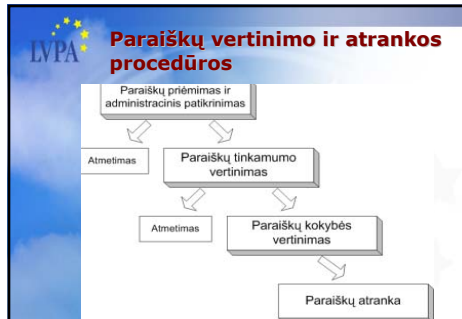 LVPA
Paraiškų vertinimo ir atrankos
procedūros
Paraiškų priėmimas ir
administracinis patikrinimas
Atmetimas
Paraiškų tinkamumo
vertinimas
Atmetimas
Paraiškų kokybės
vertinimas
Paraiškų atranka